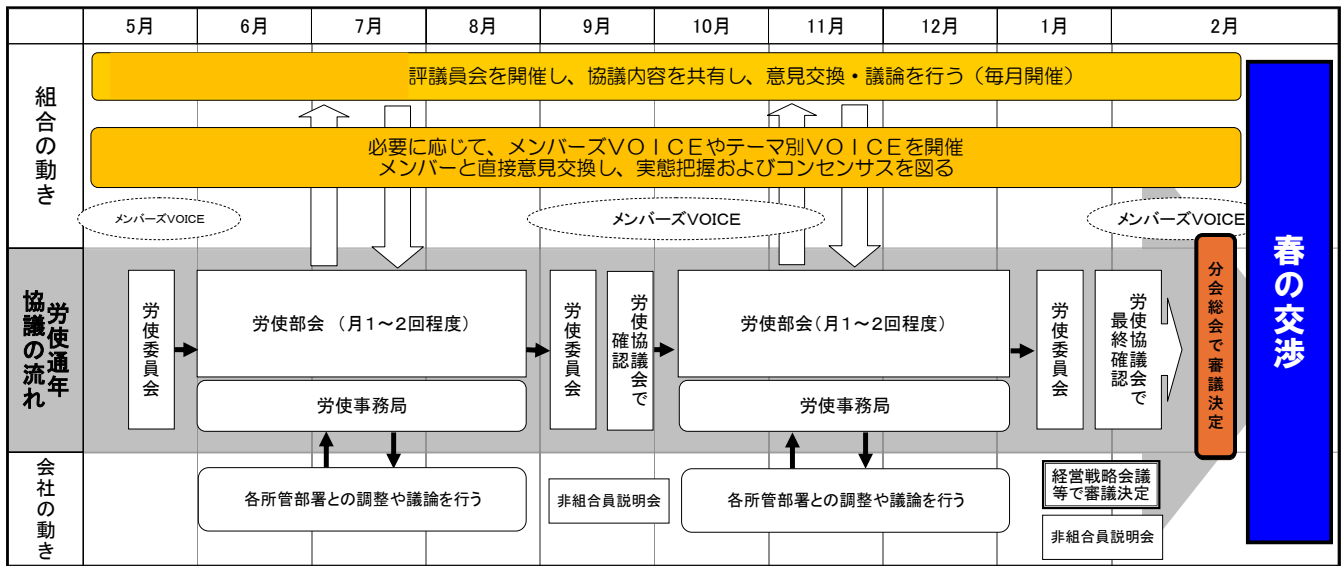 5月
6月
7月
8月
9月
10月
11月
12月
1月
2月
組合の動き
評議員会を開催し、協議内容を共有し、意見交換・議論を行う（毎月開催）
必要に応じて、メンバーズVOICEやテーマ別VOICEを開催
メンバーと直接意見交換し、実態把握およびコンセンサスを図る
メンバーズVOICE
メンバーズVOICE
メンバーズVOICE
春の交渉
労使通年
協議の流れ
労使委員会
労使部会 （月1～2回程度）
労使事務局
労使委員会
労使協議会で
確認
労使部会（月1～2回程度）
労使事務局
労使委員会
労使協議会で
最終確認
分会総会で審議決定
会社の動き
各所管部署との調整や議論を行う
非組合員説明会
各所管部署との調整や議論を行う
経営戦略会議
等で審議決定
非組合員説明会